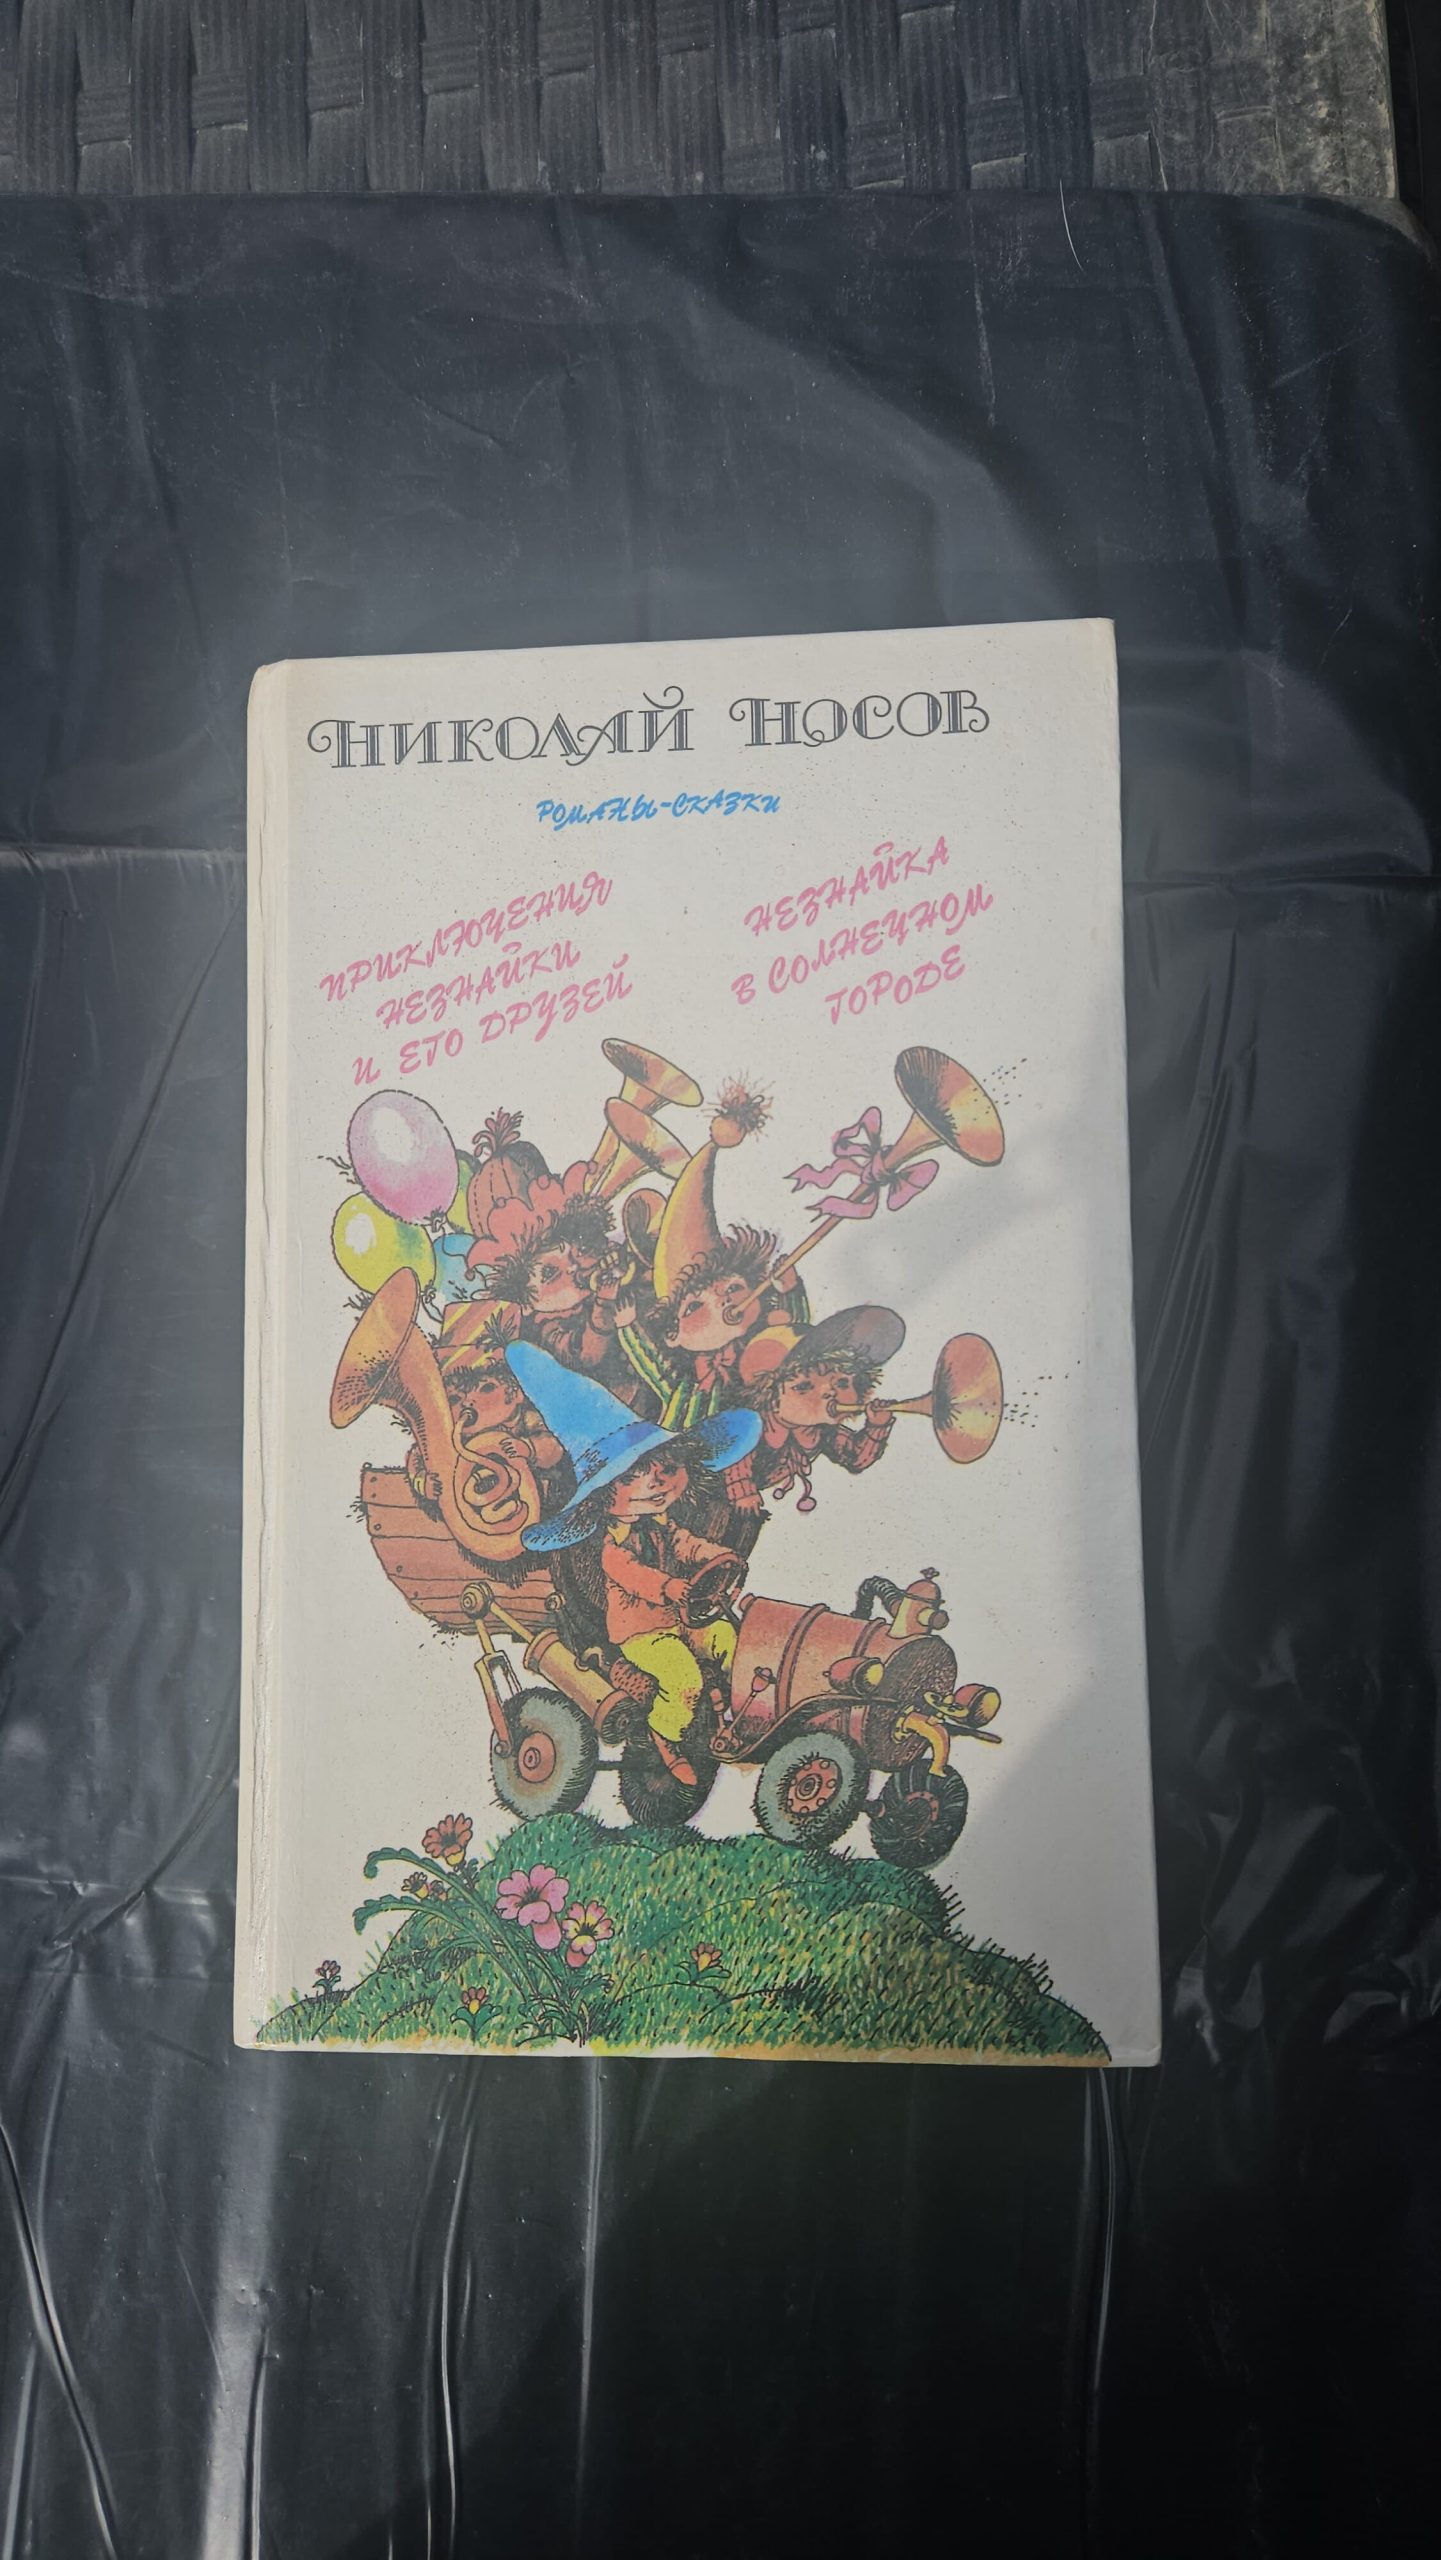 НИКОЛАЙ НОСОВ
РОМАНЫ-СКАЗКИ
ПРИКЛЮЧЕНИЯ
НЕЗНАЙКИ
И ЕГО ДРУЗЕЙ
НЕЗНАЙКА
В СОЛНЕЧНОМ
ГОРОДЕ